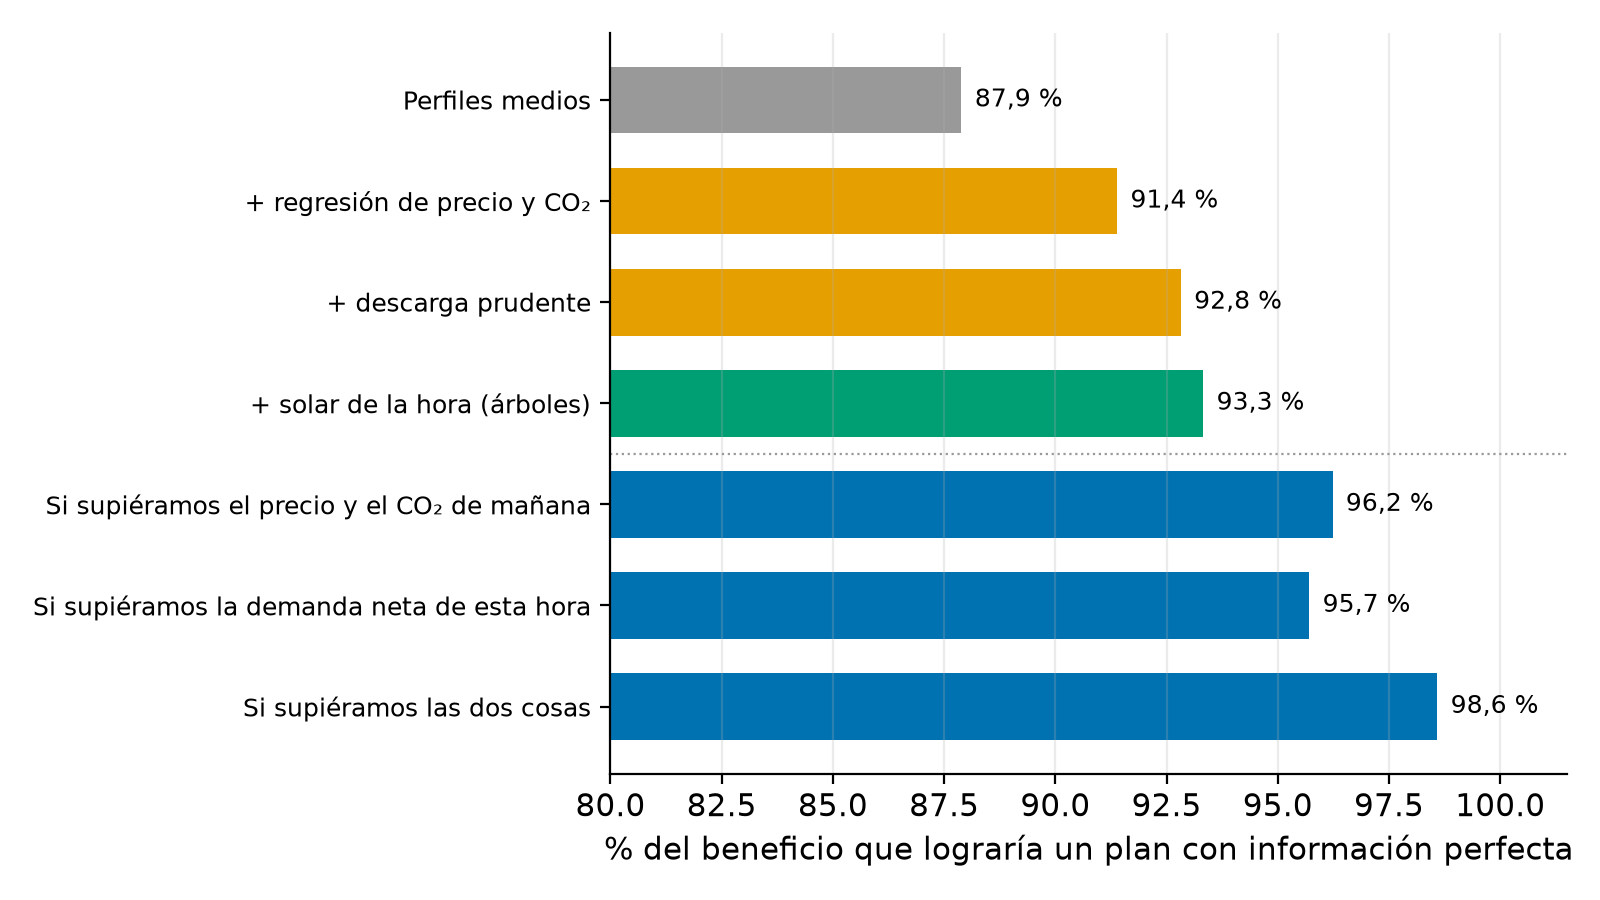 Perfiles medios
87,9 %
+ regresión de precio y CO₂
91,4 %
+ descarga prudente
92,8 %
+ solar de la hora (árboles)
93,3 %
Si supiéramos el precio y el CO₂ de mañana
96,2 %
Si supiéramos la demanda neta de esta hora
95,7 %
Si supiéramos las dos cosas
98,6 %
80.0 82.5 85.0 87.5 90.0 92.5 95.0 97.5 100.0
% del beneficio que lograría un plan con información perfecta